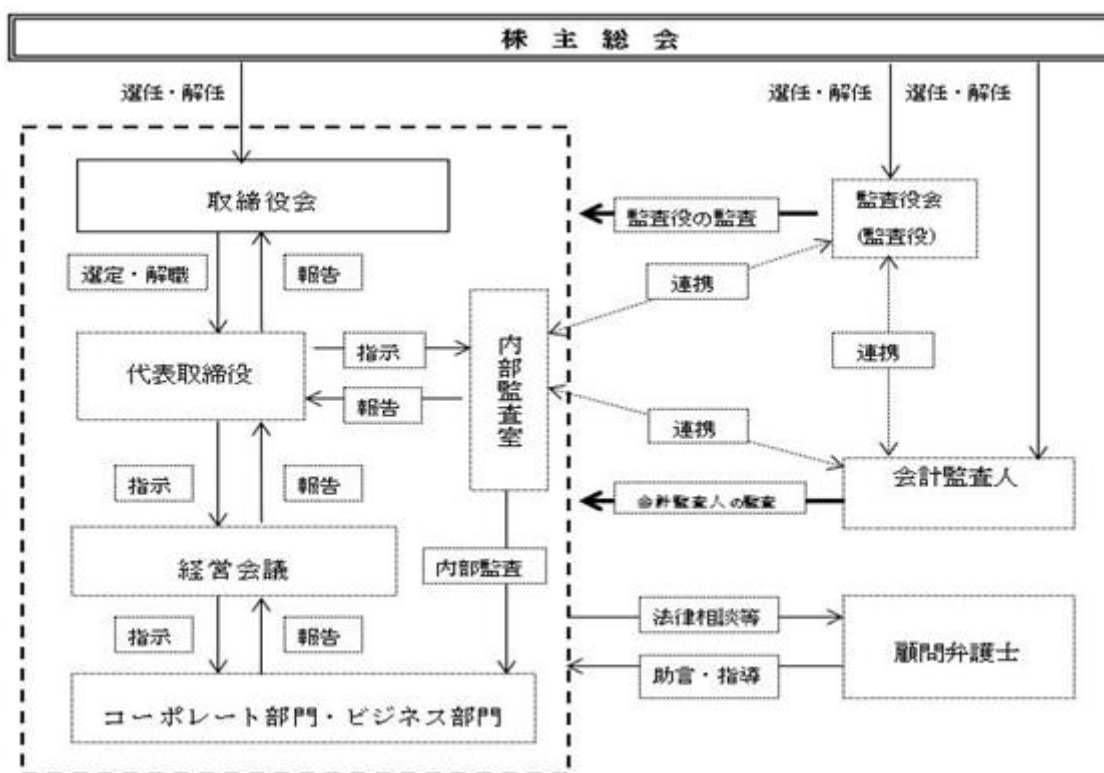 株主総会
選任・解任
選任・解任
選任・解任
取締役会
監査役会
(監査役)
監査役の監査
選定・解職
報告
連携
内部監査室
代表取締役
指示
報告
連携
連携
指示
報告
会計監査人
会計監査人の監査
経営会議
内部監査
指示
報告
法律相談等
助言・指導
顧問弁護士
コーポレート部門・ビジネス部門